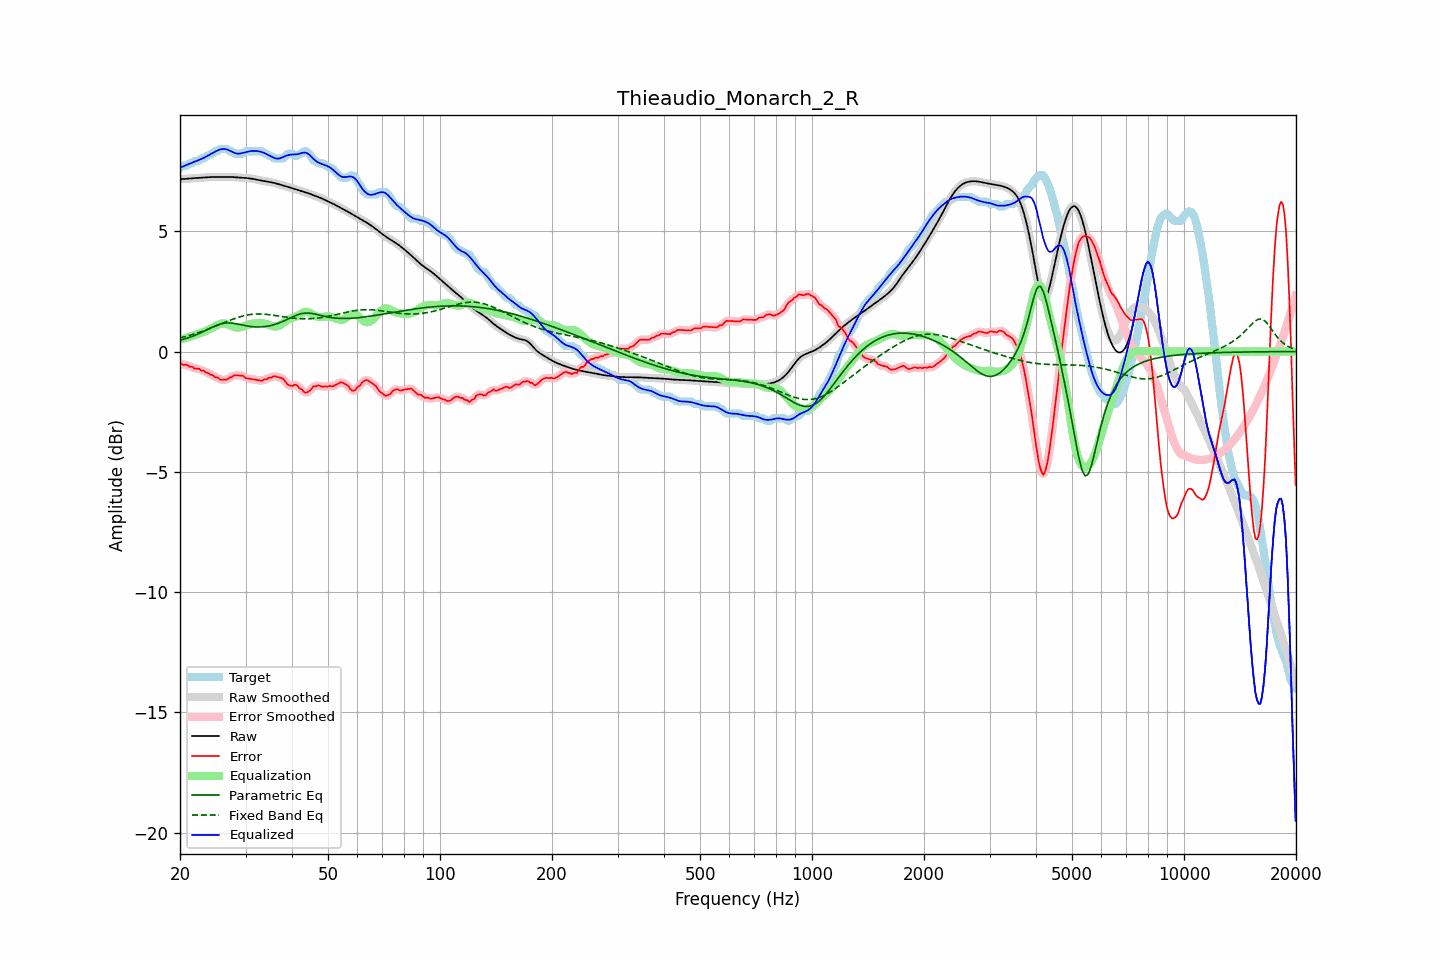 Thieaudio_Monarch_2_R
Amplitude (dBr)
5
0
−5
−10
−15
−20
Target
Raw Smoothed
Error Smoothed
Raw
Error
Equalization
Parametric Eq
Fixed Band Eq
Equalized
20 50 100 200 500 1000 2000 5000 10000 20000
Frequency (Hz)